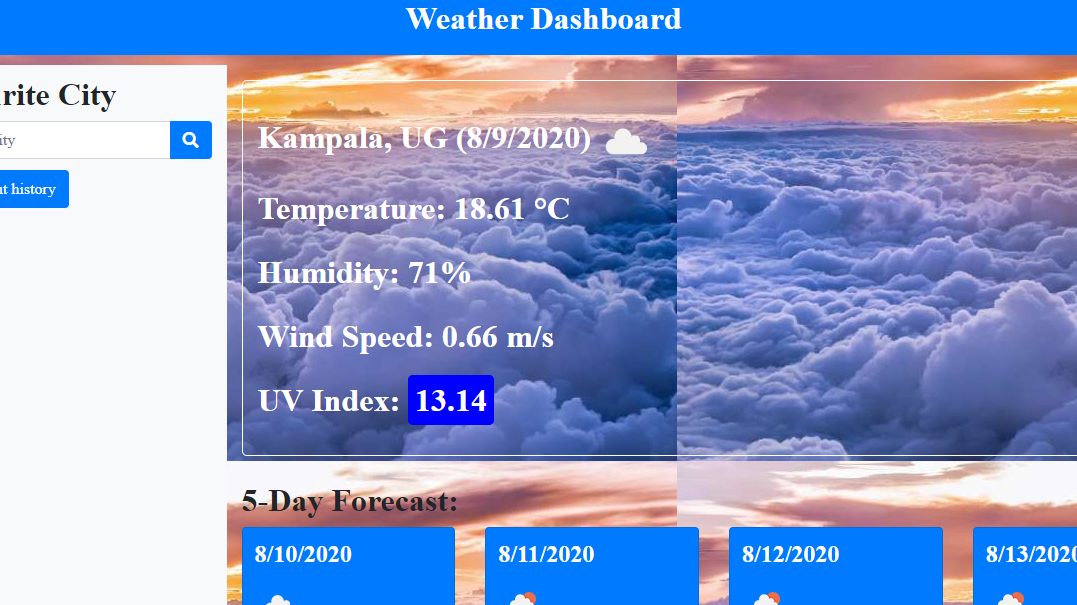 Weather Dashboard
rite City
ity
nt history
Kampala, UG (8/9/2020)
Temperature: 18.61 °C
Humidity: 71%
Wind Speed: 0.66 m/s
UV Index: 13.14
5-Day Forecast:
8/10/2020
8/11/2020
8/12/2020
8/13/202